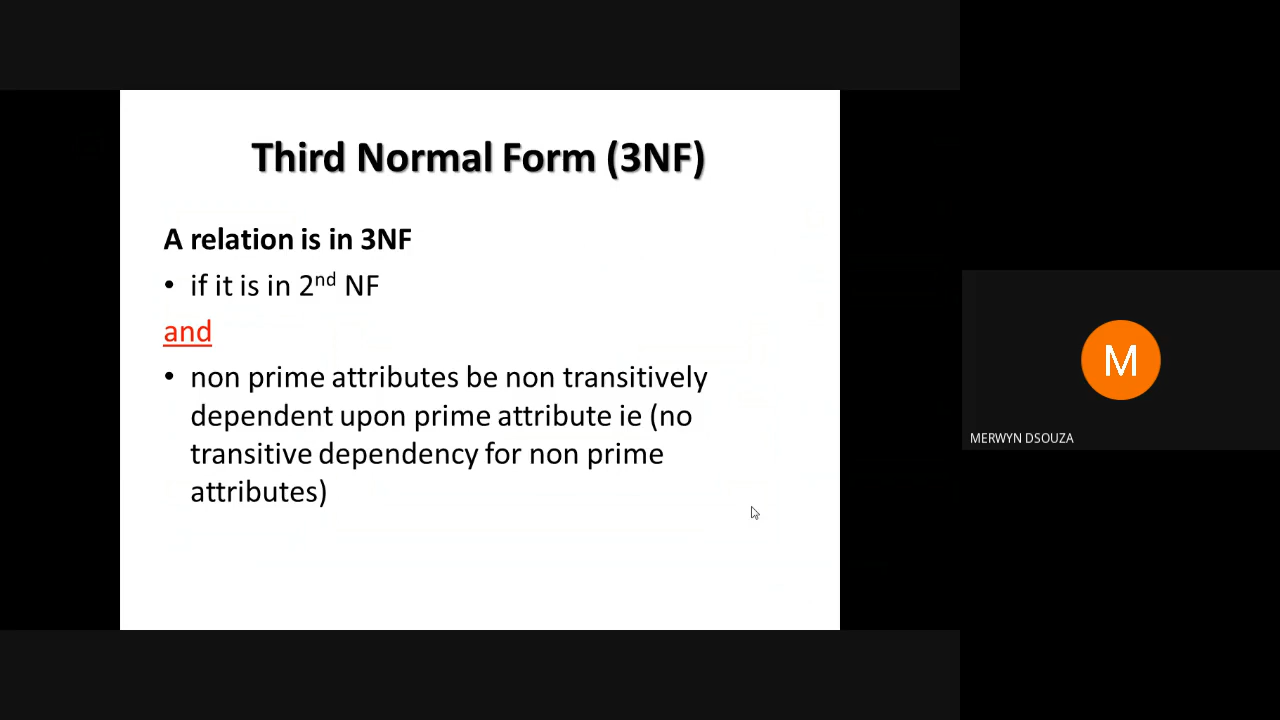 Third Normal Form (3NF)
A relation is in 3NF
• if it is in 2nd NF
and
• non prime attributes be non transitively
dependent upon prime attribute ie (no
transitive dependency for non prime
attributes)
M
MERWYN DSOUZA